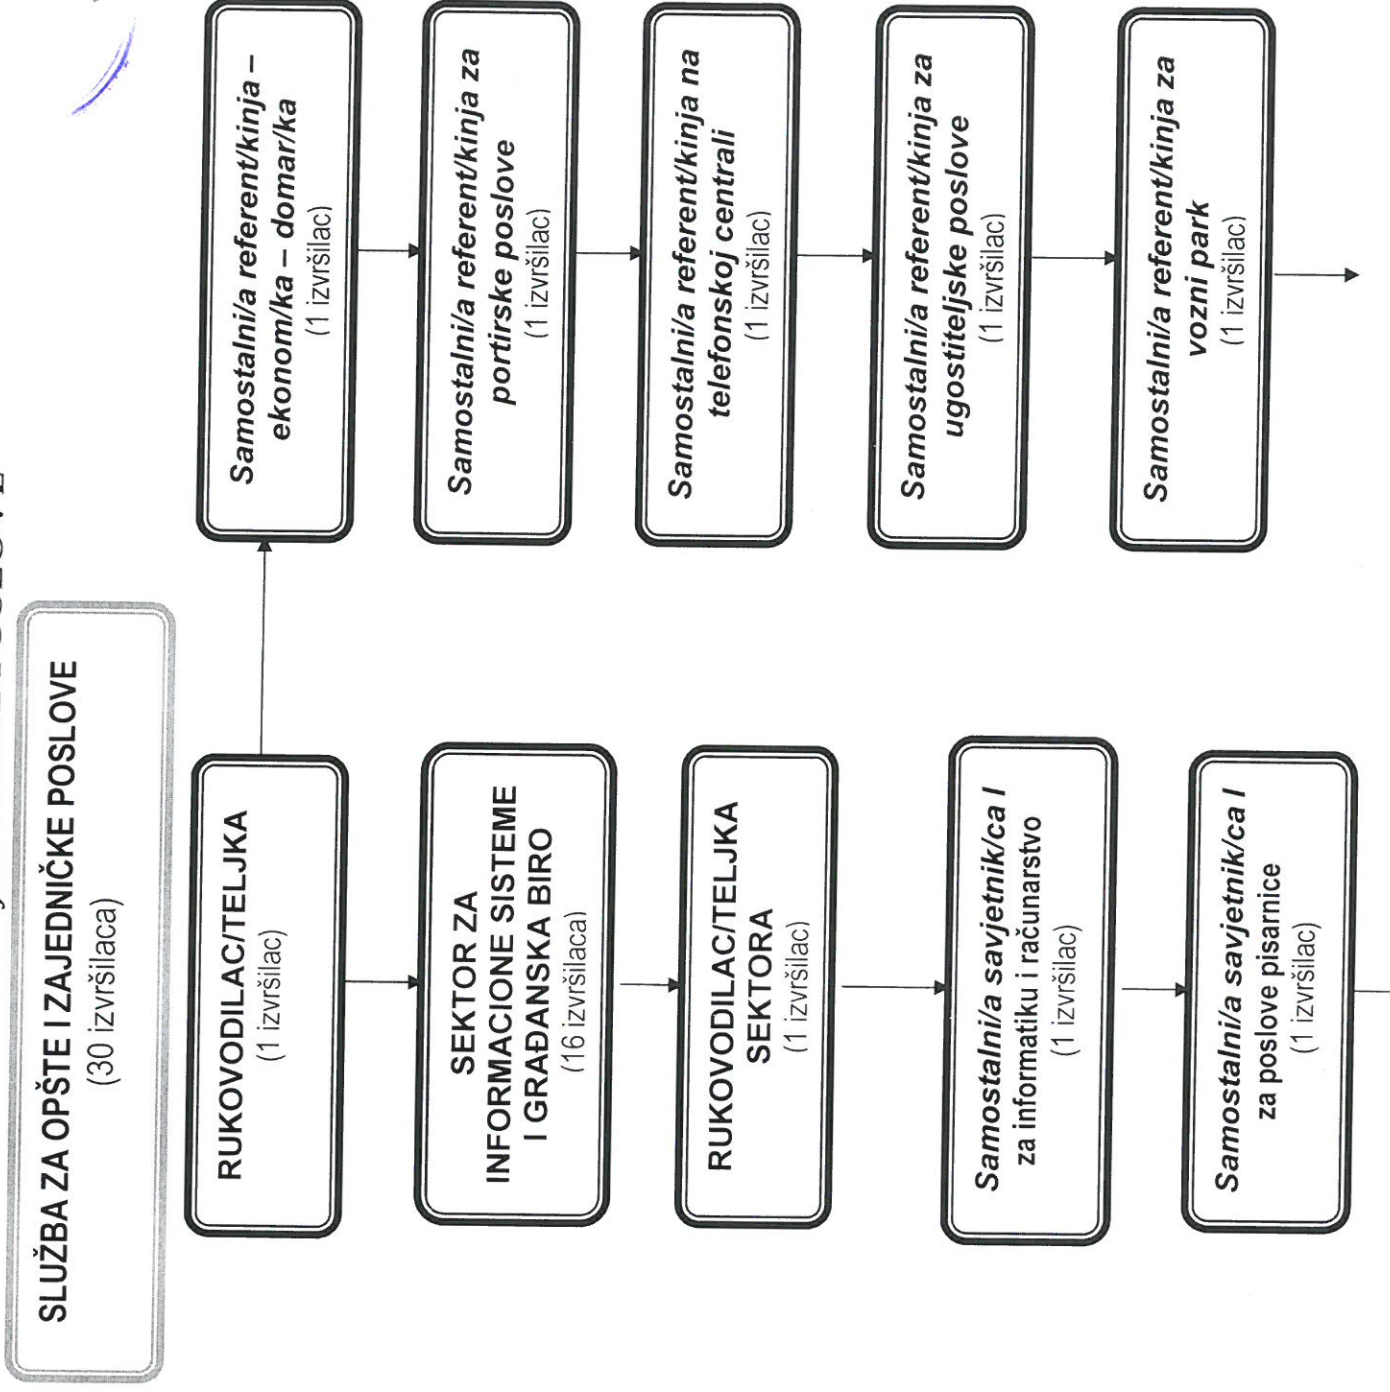 SLUŽBA ZA OPŠTE I ZAJEDNIČKE POSLOVE
(30 izvršilaca)
RUKOVODILAC/TELJKA
(1 izvršilac)
SEKTOR ZA
INFORMACIONE SISTEME
I GRAĐANSKA BIRO
(16 izvršilaca)
RUKOVODILAC/TELJKA
SEKTORA
(1 izvršilac)
Samostalni/a savjetnik/ca I
za informatiku i računarstvo
(1 izvršilac)
Samostalni/a savjetnik/ca I
za poslove pisarnice
(1 izvršilac)
Samostalni/a referent/kinja –
ekonom/ka – domar/ka
(1 izvršilac)
Samostalni/a referent/kinja za
portirske poslove
(1 izvršilac)
Samostalni/a referent/kinja na
telefonskoj centrali
(1 izvršilac)
Samostalni/a referent/kinja za
ugostiteljske poslove
(1 izvršilac)
Samostalni/a referent/kinja za
vozni park
(1 izvršilac)